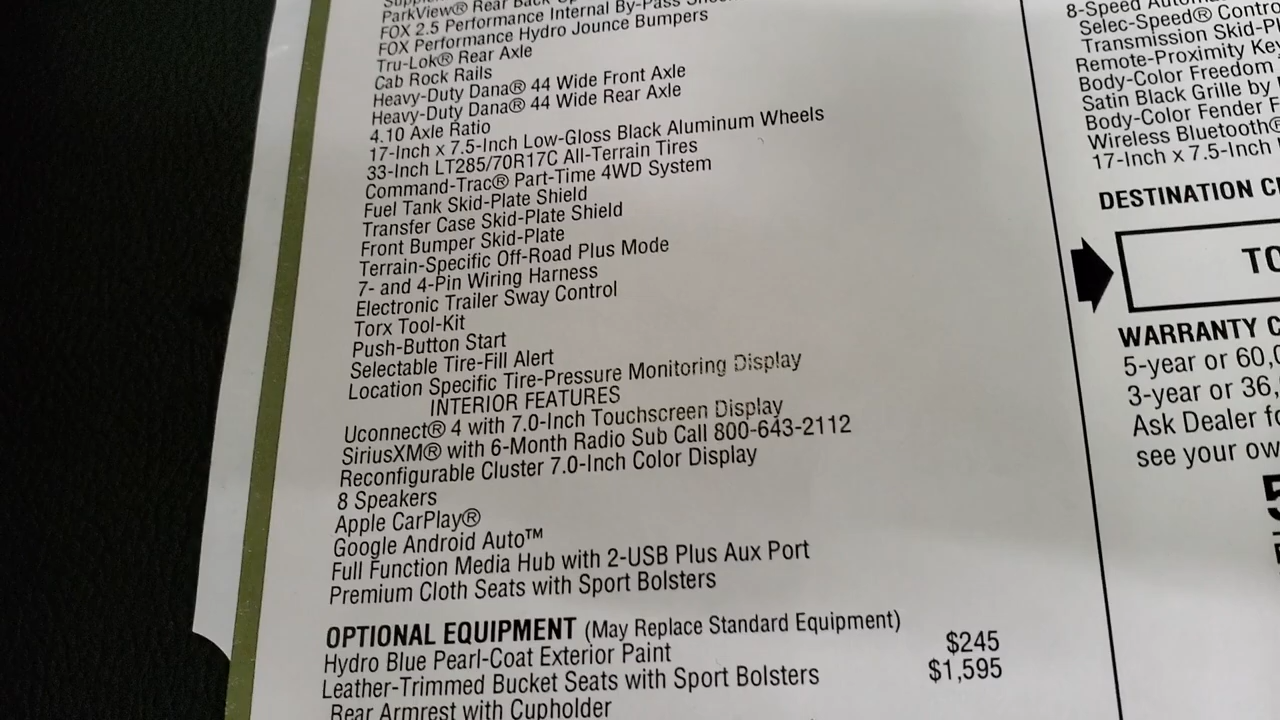 ParkView® Rear Back
FOX 2.5 Performance Internal By-Pass
FOX Performance Hydro Jounce Bumpers
Tru-Lok® Rear Axle
Cab Rock Rails
Heavy-Duty Dana® 44 Wide Front Axle
Heavy-Duty Dana® 44 Wide Rear Axle
4.10 Axle Ratio
17-Inch x 7.5-Inch Low-Gloss Black Aluminum Wheels
33-Inch LT285/70R17C All-Terrain Tires
Command-Trac® Part-Time 4WD System
Fuel Tank Skid-Plate Shield
Transfer Case Skid-Plate Shield
Front Bumper Skid-Plate
Terrain-Specific Off-Road Plus Mode
7- and 4-Pin Wiring Harness
Electronic Trailer Sway Control
Torx Tool-Kit
Push-Button Start
Selectable Tire-Fill Alert
Location Specific Tire-Pressure Monitoring Display
INTERIOR FEATURES
Uconnect® 4 with 7.0-Inch Touchscreen Display
SiriusXM® with 6-Month Radio Sub Call 800-643-2112
Reconfigurable Cluster 7.0-Inch Color Display
8 Speakers
Apple CarPlay®
Google Android Auto™
Full Function Media Hub with 2-USB Plus Aux Port
Premium Cloth Seats with Sport Bolsters
OPTIONAL EQUIPMENT (May Replace Standard Equipment)
Hydro Blue Pearl-Coat Exterior Paint $245
Leather-Trimmed Bucket Seats with Sport Bolsters $1,595
Rear Armrest with Cupholder
8-Speed
Selec-Speed® Contro
Transmission Skid-Pl
Remote-Proximity Key
Body-Color Freedom
Satin Black Grille by
Body-Color Fender F
Wireless Bluetooth®
17-Inch x 7.5-Inch
DESTINATION C
TO
WARRANTY C
5-year or 60,0
3-year or 36,
Ask Dealer fo
see your ow